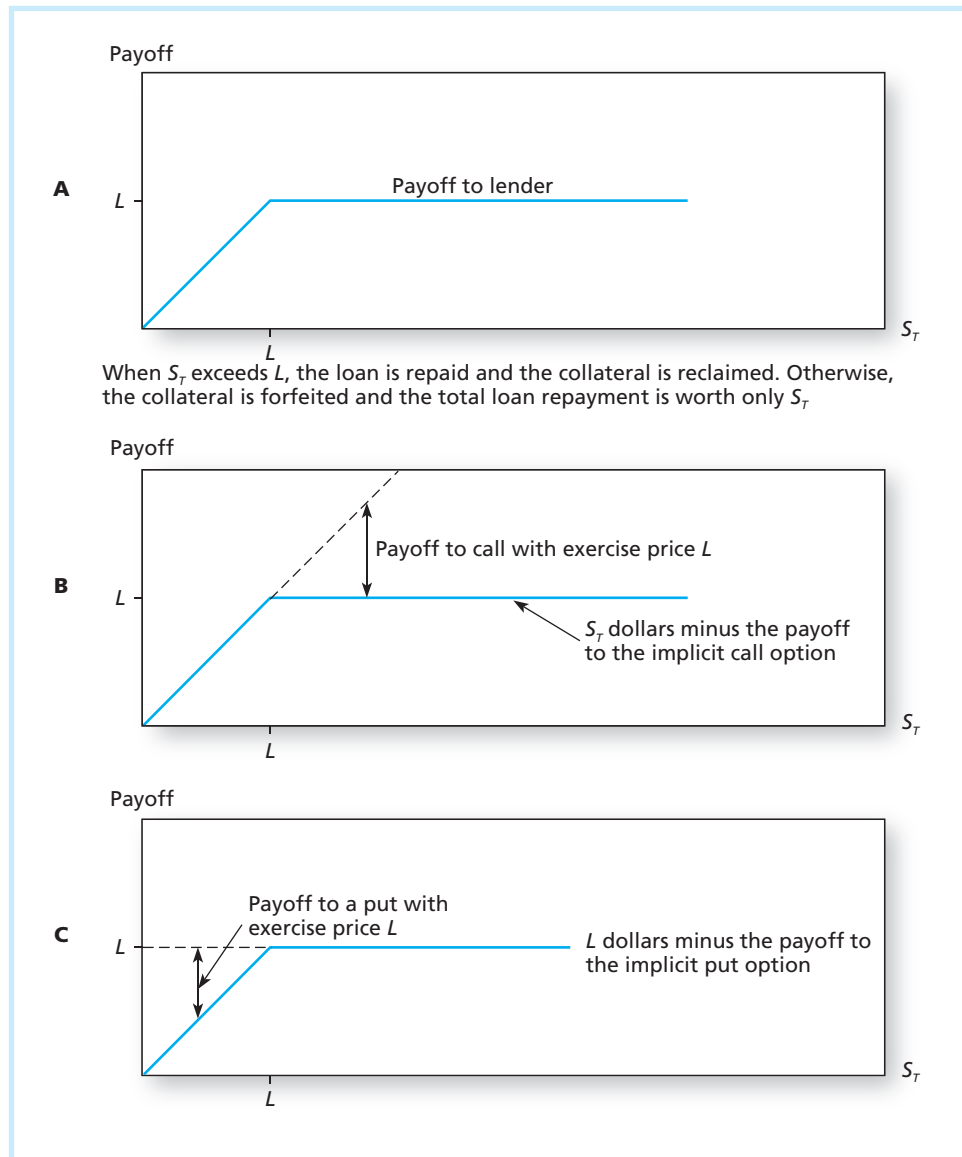 Payoff
A
L
Payoff to lender
S_T
L
When S_T exceeds L, the loan is repaid and the collateral is reclaimed. Otherwise,
the collateral is forfeited and the total loan repayment is worth only S_T
Payoff
Payoff to call with exercise price L
B
L
S_T dollars minus the payoff
to the implicit call option
S_T
L
Payoff
Payoff to a put with
exercise price L
C
L
L dollars minus the payoff to
the implicit put option
S_T
L